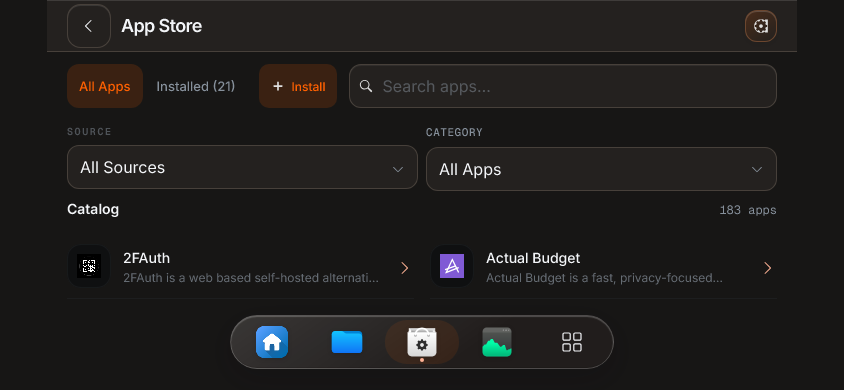 App Store
All Apps
Installed (21)
+ Install
Search apps...
SOURCE
CATEGORY
All Sources
All Apps
Catalog
183 apps
2FAuth
2FAuth is a web based self-hosted alternati...
Actual Budget
Actual Budget is a fast, privacy-focused...